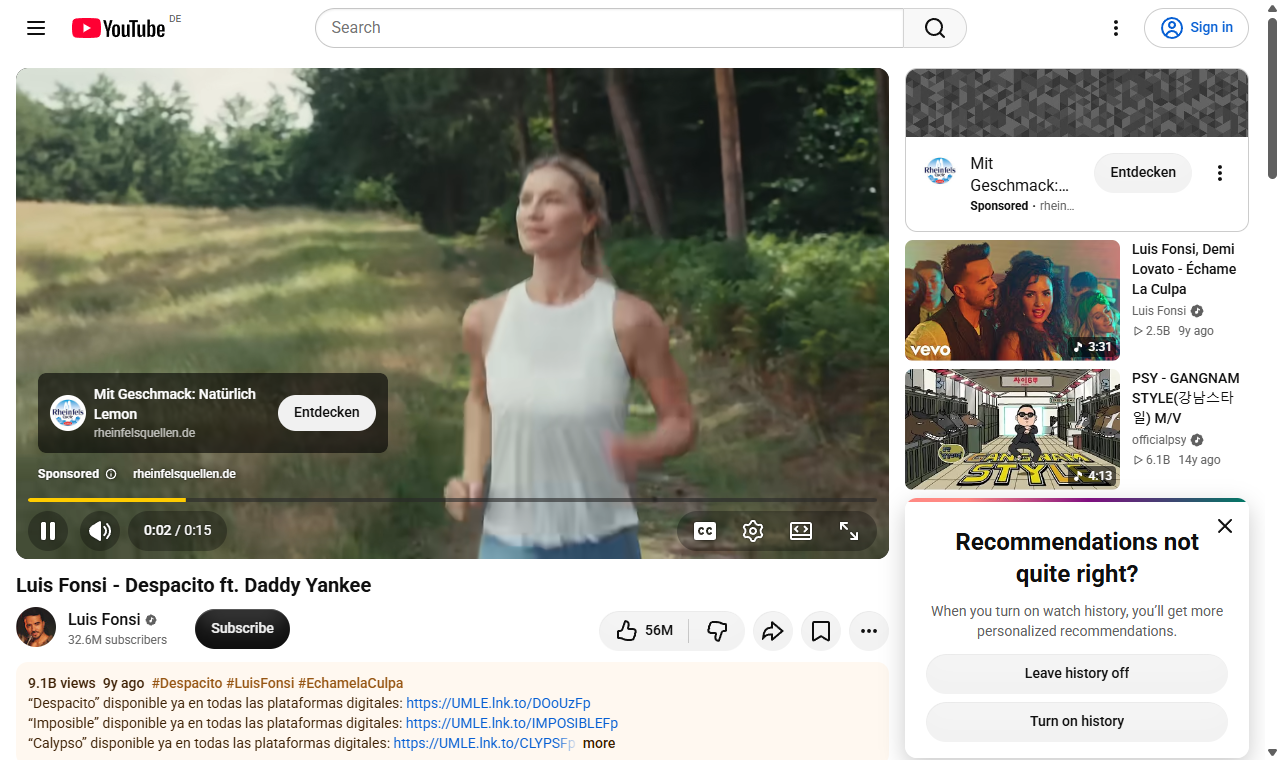 YouTube DE
Search
Sign in
Mit Geschmack: Natürlich
Lemon
rheinfelsquellen.de
Entdecken
Sponsored rheinfelsquellen.de
0:02 / 0:15
CC
Luis Fonsi - Despacito ft. Daddy Yankee
Luis Fonsi
32.6M subscribers
Subscribe
56M
9.1B views 9y ago #Despacito #LuisFonsi #EchamelaCulpa
“Despacito” disponible ya en todas las plataformas digitales: https://UMLE.lnk.to/DOoUzFp
“Imposible” disponible ya en todas las plataformas digitales: https://UMLE.lnk.to/IMPOSIBLEFp
“Calypso” disponible ya en todas las plataformas digitales: https://UMLE.lnk.to/CLYPSFp more
Mit
Geschmack:…
Sponsored · rhein…
Entdecken
vevo
3:31
Luis Fonsi, Demi
Lovato - Échame
La Culpa
Luis Fonsi
2.5B 9y ago
GANGNAM
STYLE
4:13
PSY - GANGNAM
STYLE(강남스타
일) M/V
officialpsy
6.1B 14y ago
Recommendations not
quite right?
When you turn on watch history, you’ll get more
personalized recommendations.
Leave history off
Turn on history